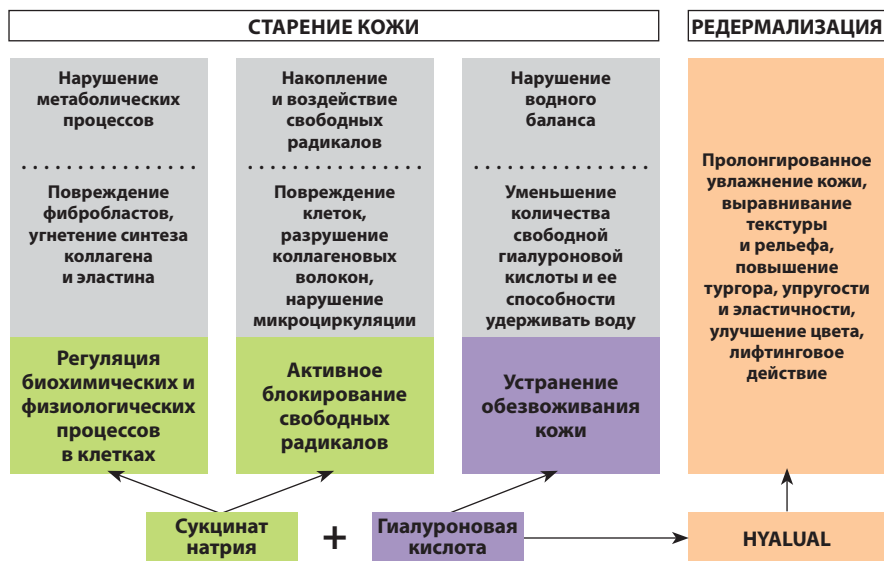 СТАРЕНИЕ КОЖИ
РЕДЕРМАЛИЗАЦИЯ
Нарушение
метаболических
процессов
Повреждение
фибробластов,
угнетение синтеза
коллагена
и эластина
Регуляция
биохимических и
физиологических
процессов
в клетках
Накопление
и воздействие
свободных
радикалов
Повреждение
клеток,
разрушение
коллагеновых
волокон,
нарушение
микроциркуляции
Активное
блокирование
свободных
радикалов
Нарушение
водного
баланса
Уменьшение
количества
свободной
гиалуроновой
кислоты и ее
способности
удерживать воду
Устранение
обезвоживания
кожи
Пролонгированное
увлажнение кожи,
выравнивание
текстуры
и рельефа,
повышение
тургора, упругости
и эластичности,
улучшение цвета,
лифтинговое
действие
Сукцинат
натрия
+
Гиалуроновая
кислота
HYALUAL